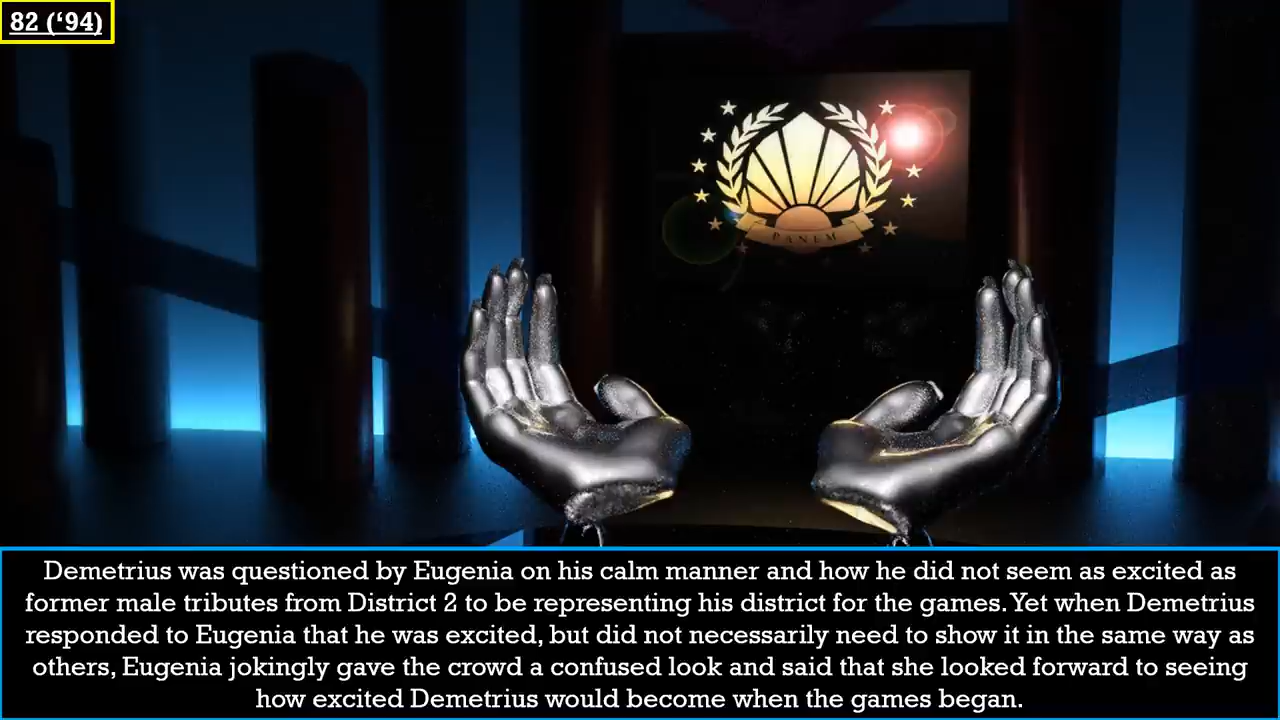 82 (‘94)
PANEM
Demetrius was questioned by Eugenia on his calm manner and how he did not seem as excited as
former male tributes from District 2 to be representing his district for the games. Yet when Demetrius
responded to Eugenia that he was excited, but did not necessarily need to show it in the same way as
others, Eugenia jokingly gave the crowd a confused look and said that she looked forward to seeing
how excited Demetrius would become when the games began.